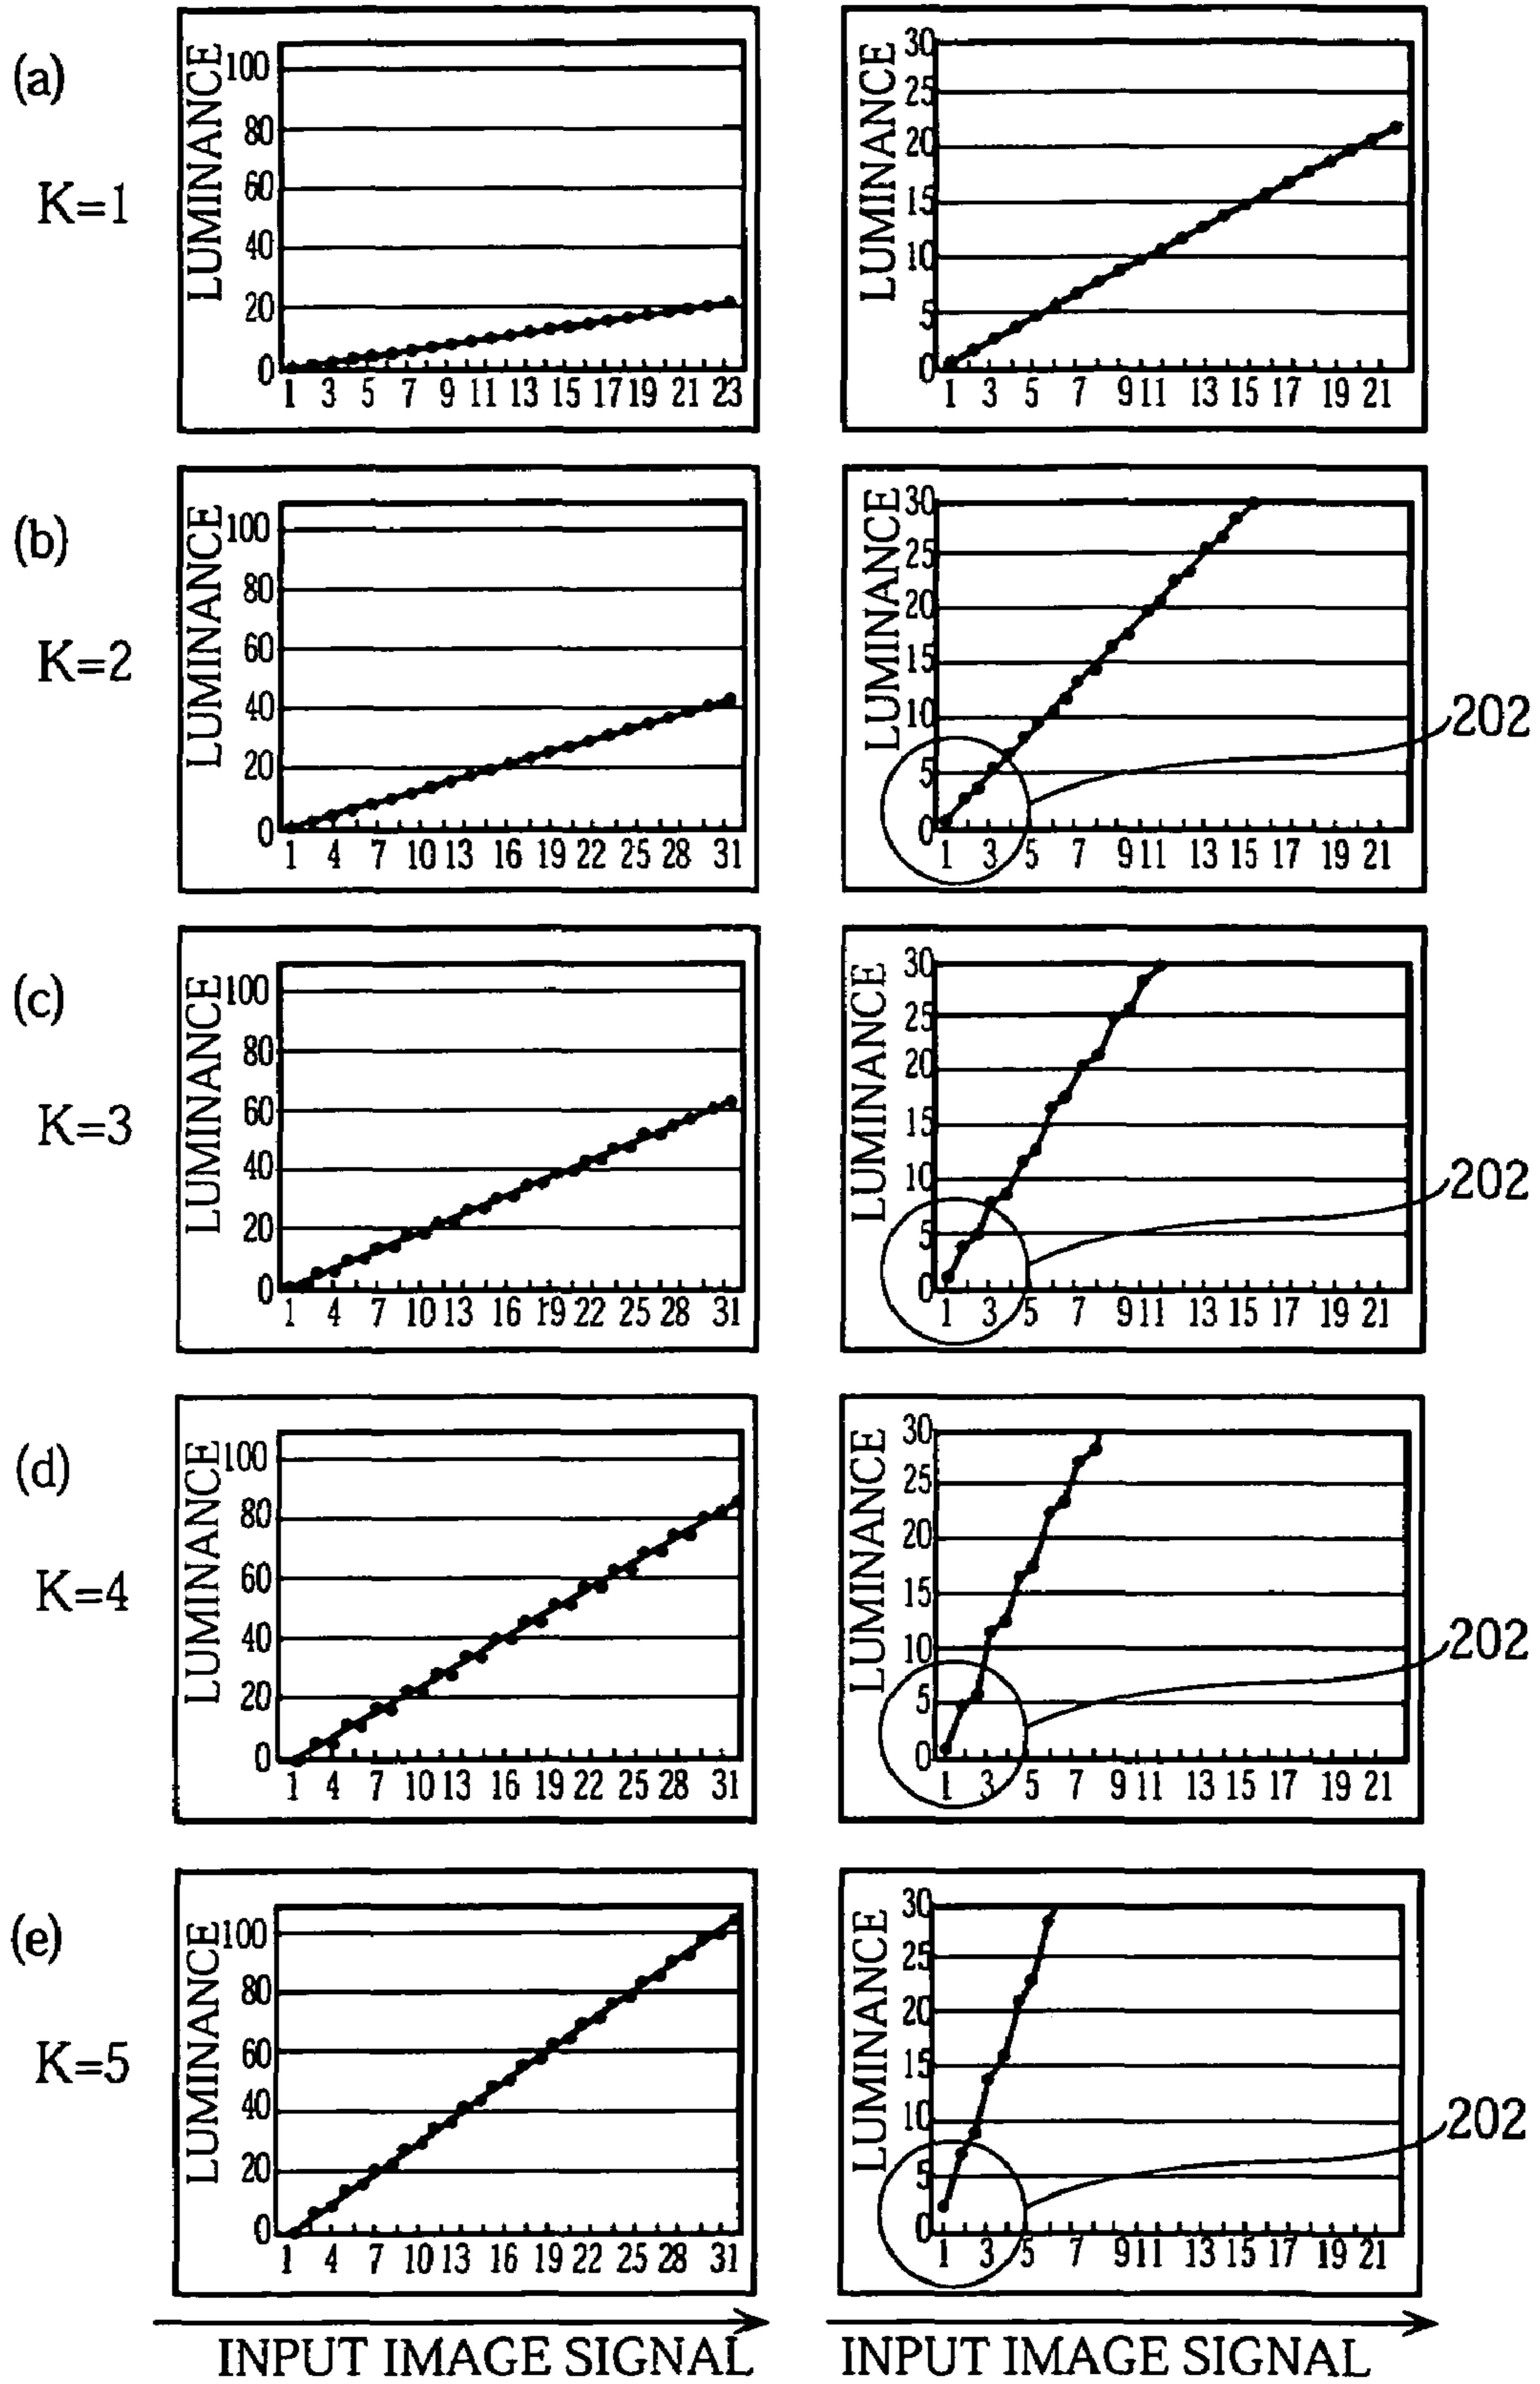 (a)
K=1
LUMINANCE
100
80
60
40
20
0
1 3 5 7 9 11 13 15 17 19 21 23
LUMINANCE
30
25
20
15
10
5
0
1 3 5 7 9 11 13 15 17 19 21
(b)
K=2
LUMINANCE
100
80
60
40
20
0
1 4 7 10 13 16 19 22 25 28 31
LUMINANCE
30
25
20
15
10
5
0
1 3 5 7 9 11 13 15 17 19 21
202
(c)
K=3
LUMINANCE
100
80
60
40
20
0
1 4 7 10 13 16 19 22 25 28 31
LUMINANCE
30
25
20
15
10
5
0
1 3 5 7 9 11 13 15 17 19 21
202
(d)
K=4
LUMINANCE
100
80
60
40
20
0
1 4 7 10 13 16 19 22 25 28 31
LUMINANCE
30
25
20
15
10
5
0
1 3 5 7 9 11 13 15 17 19 21
202
(e)
K=5
LUMINANCE
100
80
60
40
20
0
1 4 7 10 13 16 19 22 25 28 31
LUMINANCE
30
25
20
15
10
5
0
1 3 5 7 9 11 13 15 17 19 21
202
INPUT IMAGE SIGNAL
INPUT IMAGE SIGNAL